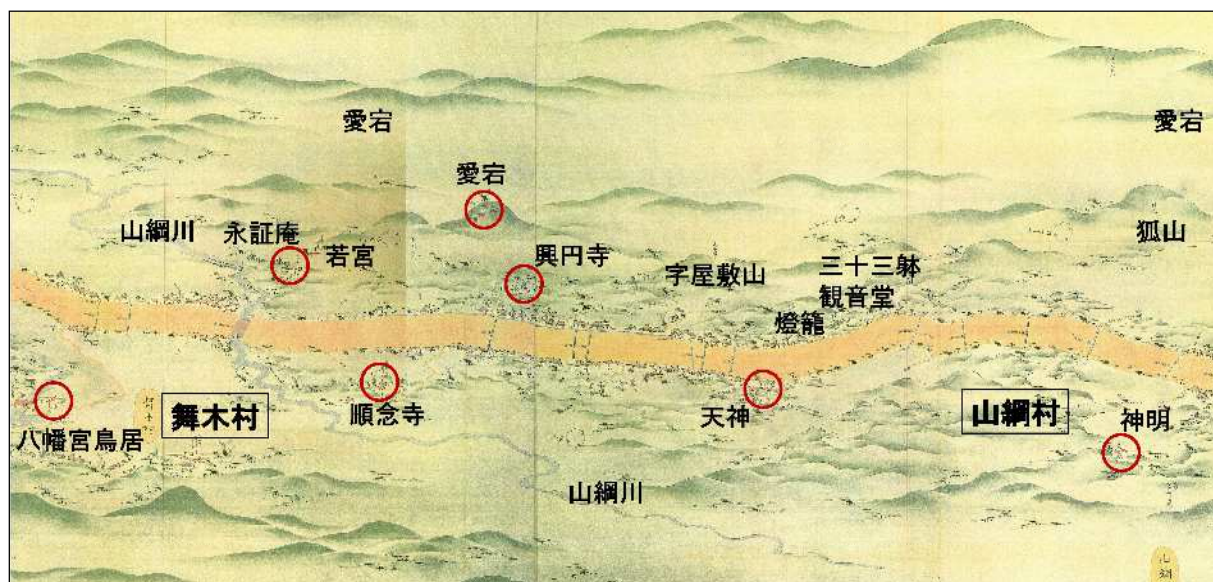 愛宕
愛宕
愛宕
山綱川
永証庵
若宮
興円寺
字屋敷山
三十三躰
観音堂
燈籠
狐山
八幡宮鳥居
舞木村
順念寺
天神
山綱村
神明
山綱川